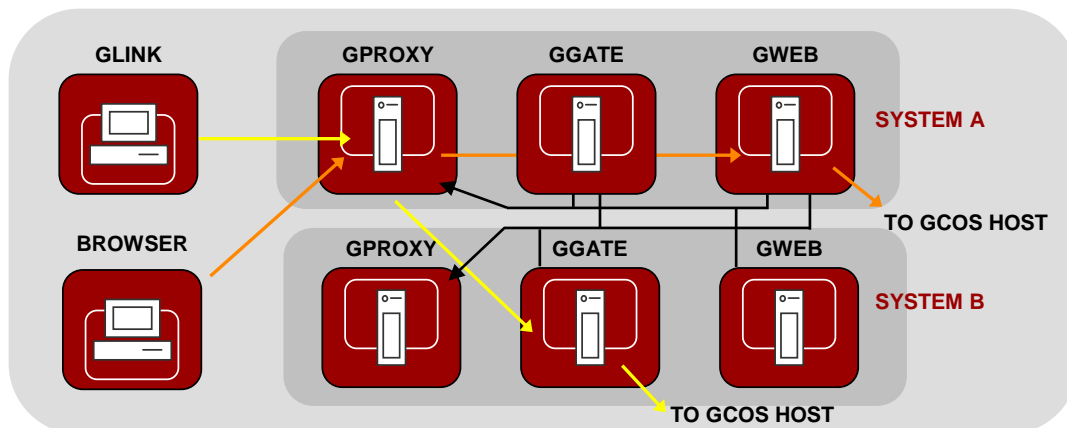 GLINK
GPROXY
GGATE
GWEB
SYSTEM A
TO GCOS HOST
BROWSER
GPROXY
GGATE
GWEB
SYSTEM B
TO GCOS HOST